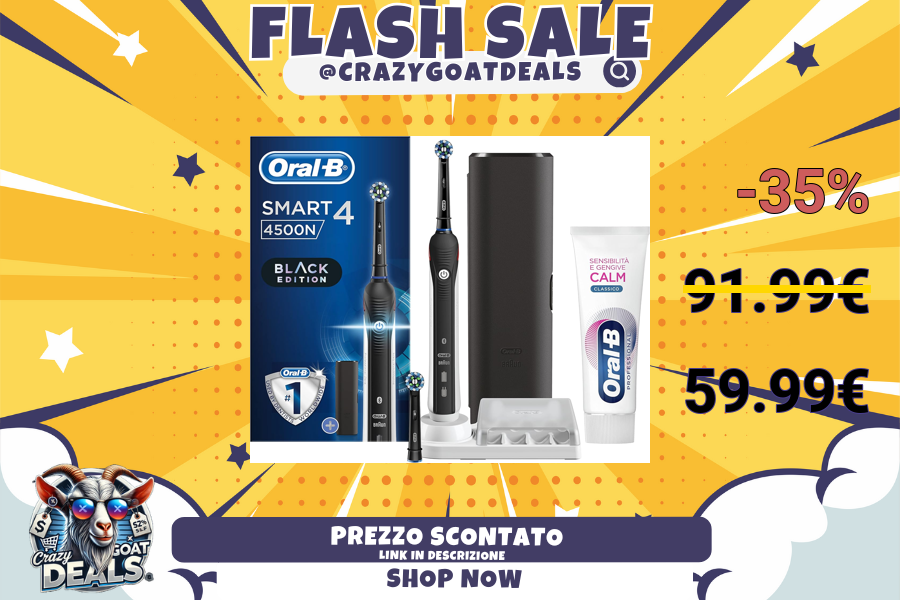 FLASH SALE
@CRAZYGOATDEALS
Oral-B
SMART 4
4500N
BLACK
EDITION
Oral-B
#1
SENSIBILITÀ
E GENGIVE
CALM
CLASSICO
Oral-B
PROFESSIONAL
-35%
91.99€
59.99€
$
52%
Crazy
GOAT
DEALS
PREZZO SCONTATO
LINK IN DESCRIZIONE
SHOP NOW